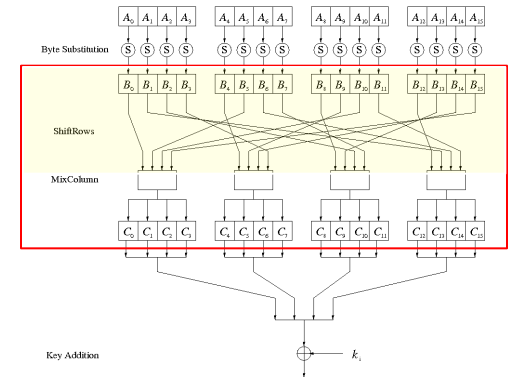 A₀ A₁ A₂ A₃ A₄ A₅ A₆ A₇ A₈ A₉ A₁₀ A₁₁ A₁₂ A₁₃ A₁₄ A₁₅
Byte Substitution S S S S S S S S S S S S S S S S
B₀ B₁ B₂ B₃ B₄ B₅ B₆ B₇ B₈ B₉ B₁₀ B₁₁ B₁₂ B₁₃ B₁₄ B₁₅
ShiftRows
MixColumn
C₀ C₁ C₂ C₃ C₄ C₅ C₆ C₇ C₈ C₉ C₁₀ C₁₁ C₁₂ C₁₃ C₁₄ C₁₅
Key Addition kᵢ